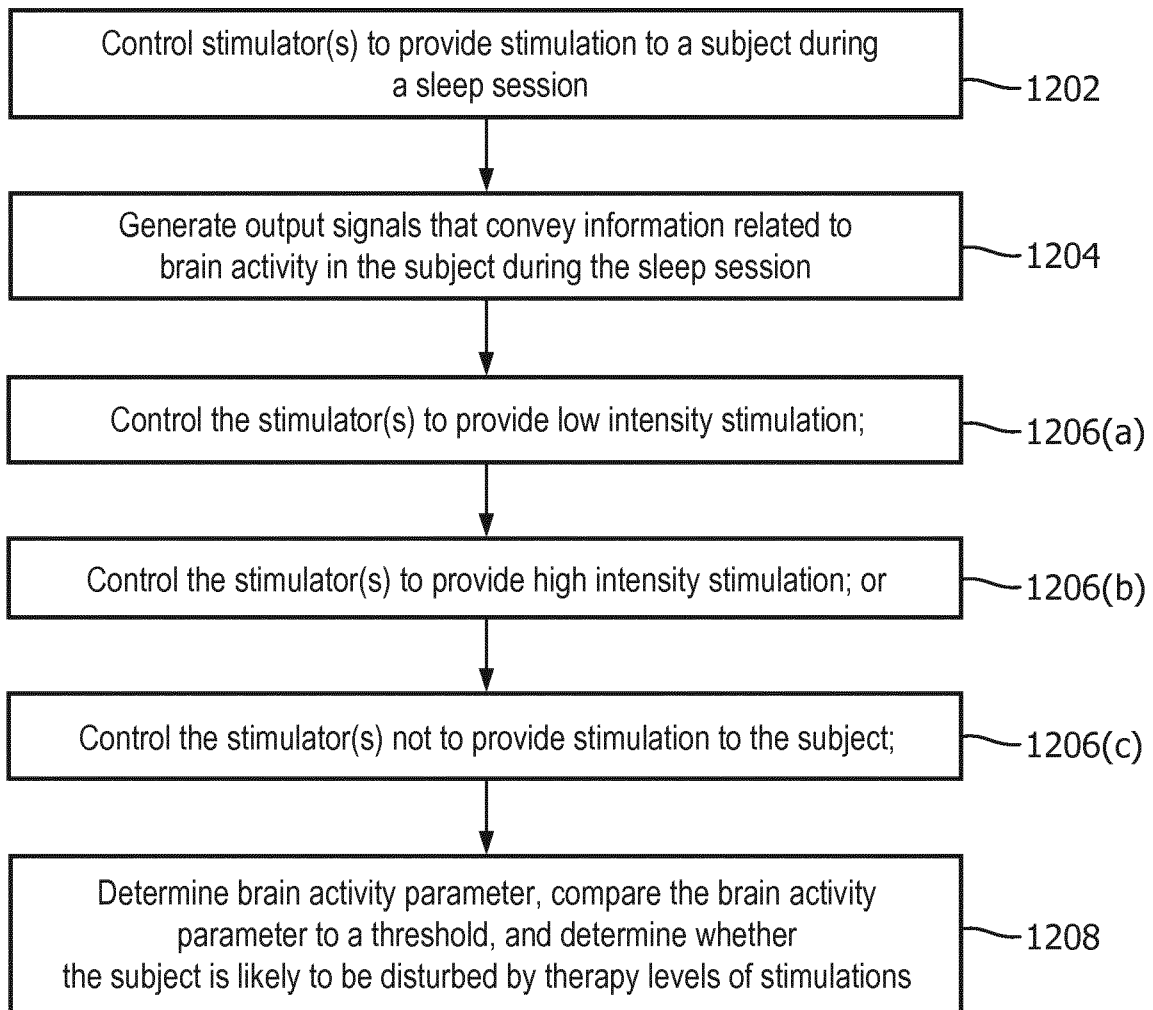 Control stimulator(s) to provide stimulation to a subject during
a sleep session
1202
Generate output signals that convey information related to
brain activity in the subject during the sleep session
1204
Control the stimulator(s) to provide low intensity stimulation;
1206(a)
Control the stimulator(s) to provide high intensity stimulation; or
1206(b)
Control the stimulator(s) not to provide stimulation to the subject;
1206(c)
Determine brain activity parameter, compare the brain activity
parameter to a threshold, and determine whether
the subject is likely to be disturbed by therapy levels of stimulations
1208